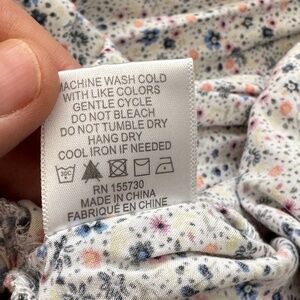 MACHINE WASH COLD
WITH LIKE COLORS
GENTLE CYCLE
DO NOT BLEACH
DO NOT TUMBLE DRY
HANG DRY
COOL IRON IF NEEDED
RN 155730
MADE IN CHINA
FABRIQUE EN CHINE